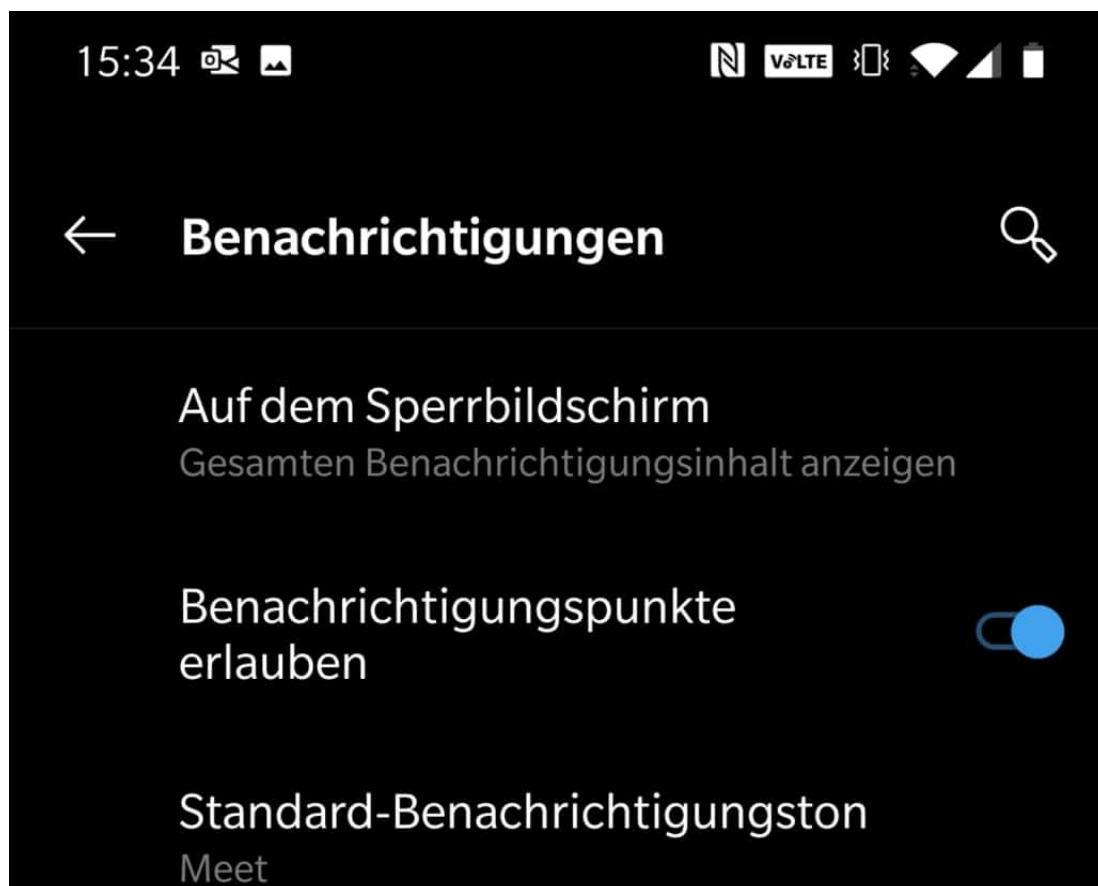 15:34
VoLTE
Benachrichtigungen
Auf dem Sperrbildschirm
Gesamten Benachrichtigungsinhalt anzeigen
Benachrichtigungspunkte
erlauben
Standard-Benachrichtigungston
Meet